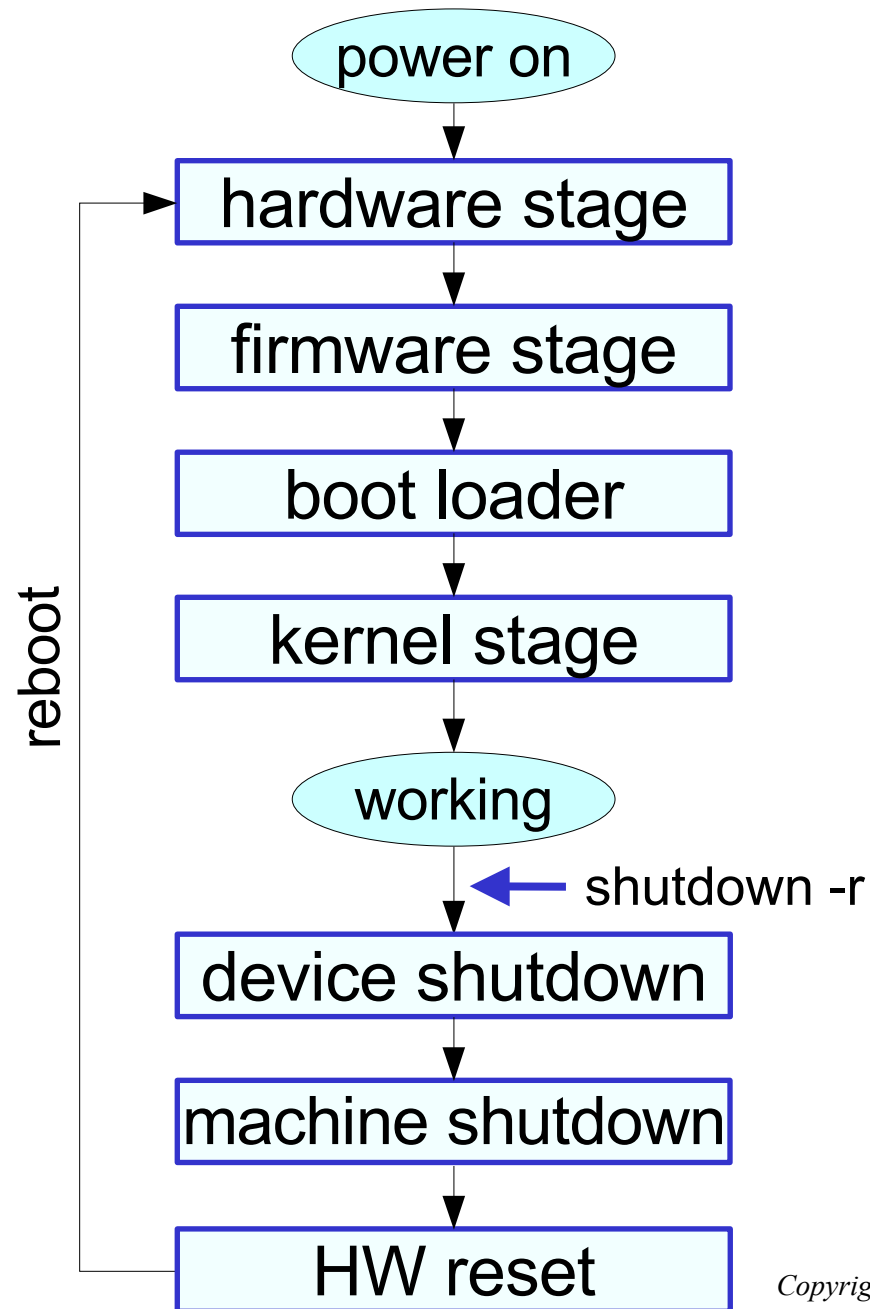 power on
hardware stage
firmware stage
boot loader
kernel stage
reboot
working
shutdown -r
device shutdown
machine shutdown
HW reset